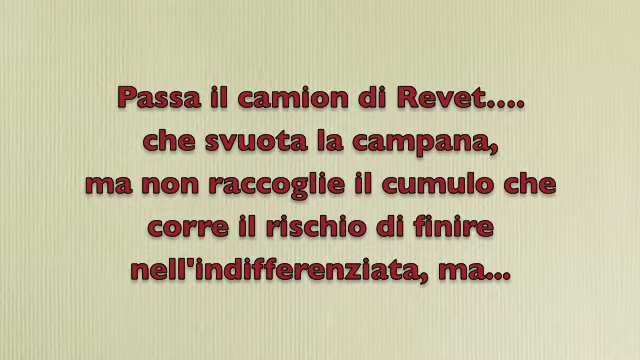 Passa il camion di Revet....
che svuota la campana,
ma non raccoglie il cumulo che
corre il rischio di finire
nell'indifferenziata, ma...